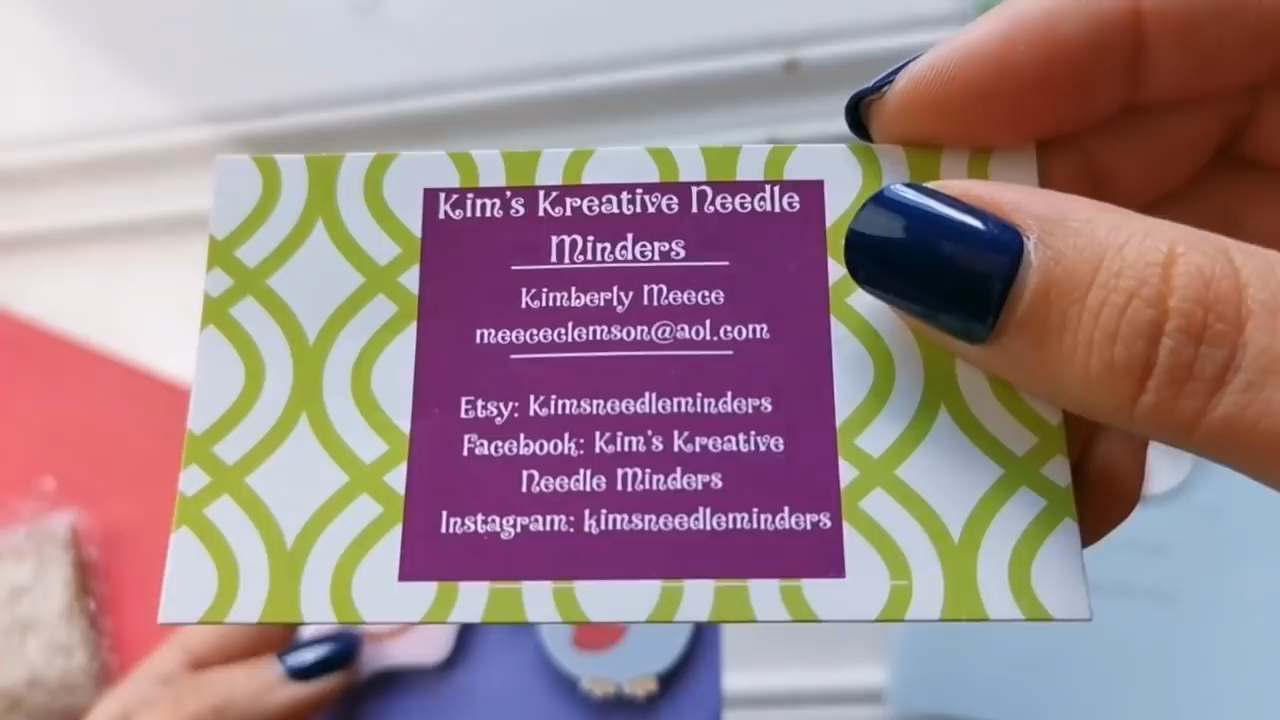 Kim's Kreative Needle
Minders
Kimberly Meece
meececlemson@aol.com
Etsy: Kimsneedleminders
Facebook: Kim's Kreative
Needle Minders
Instagram: kimsneedleminders